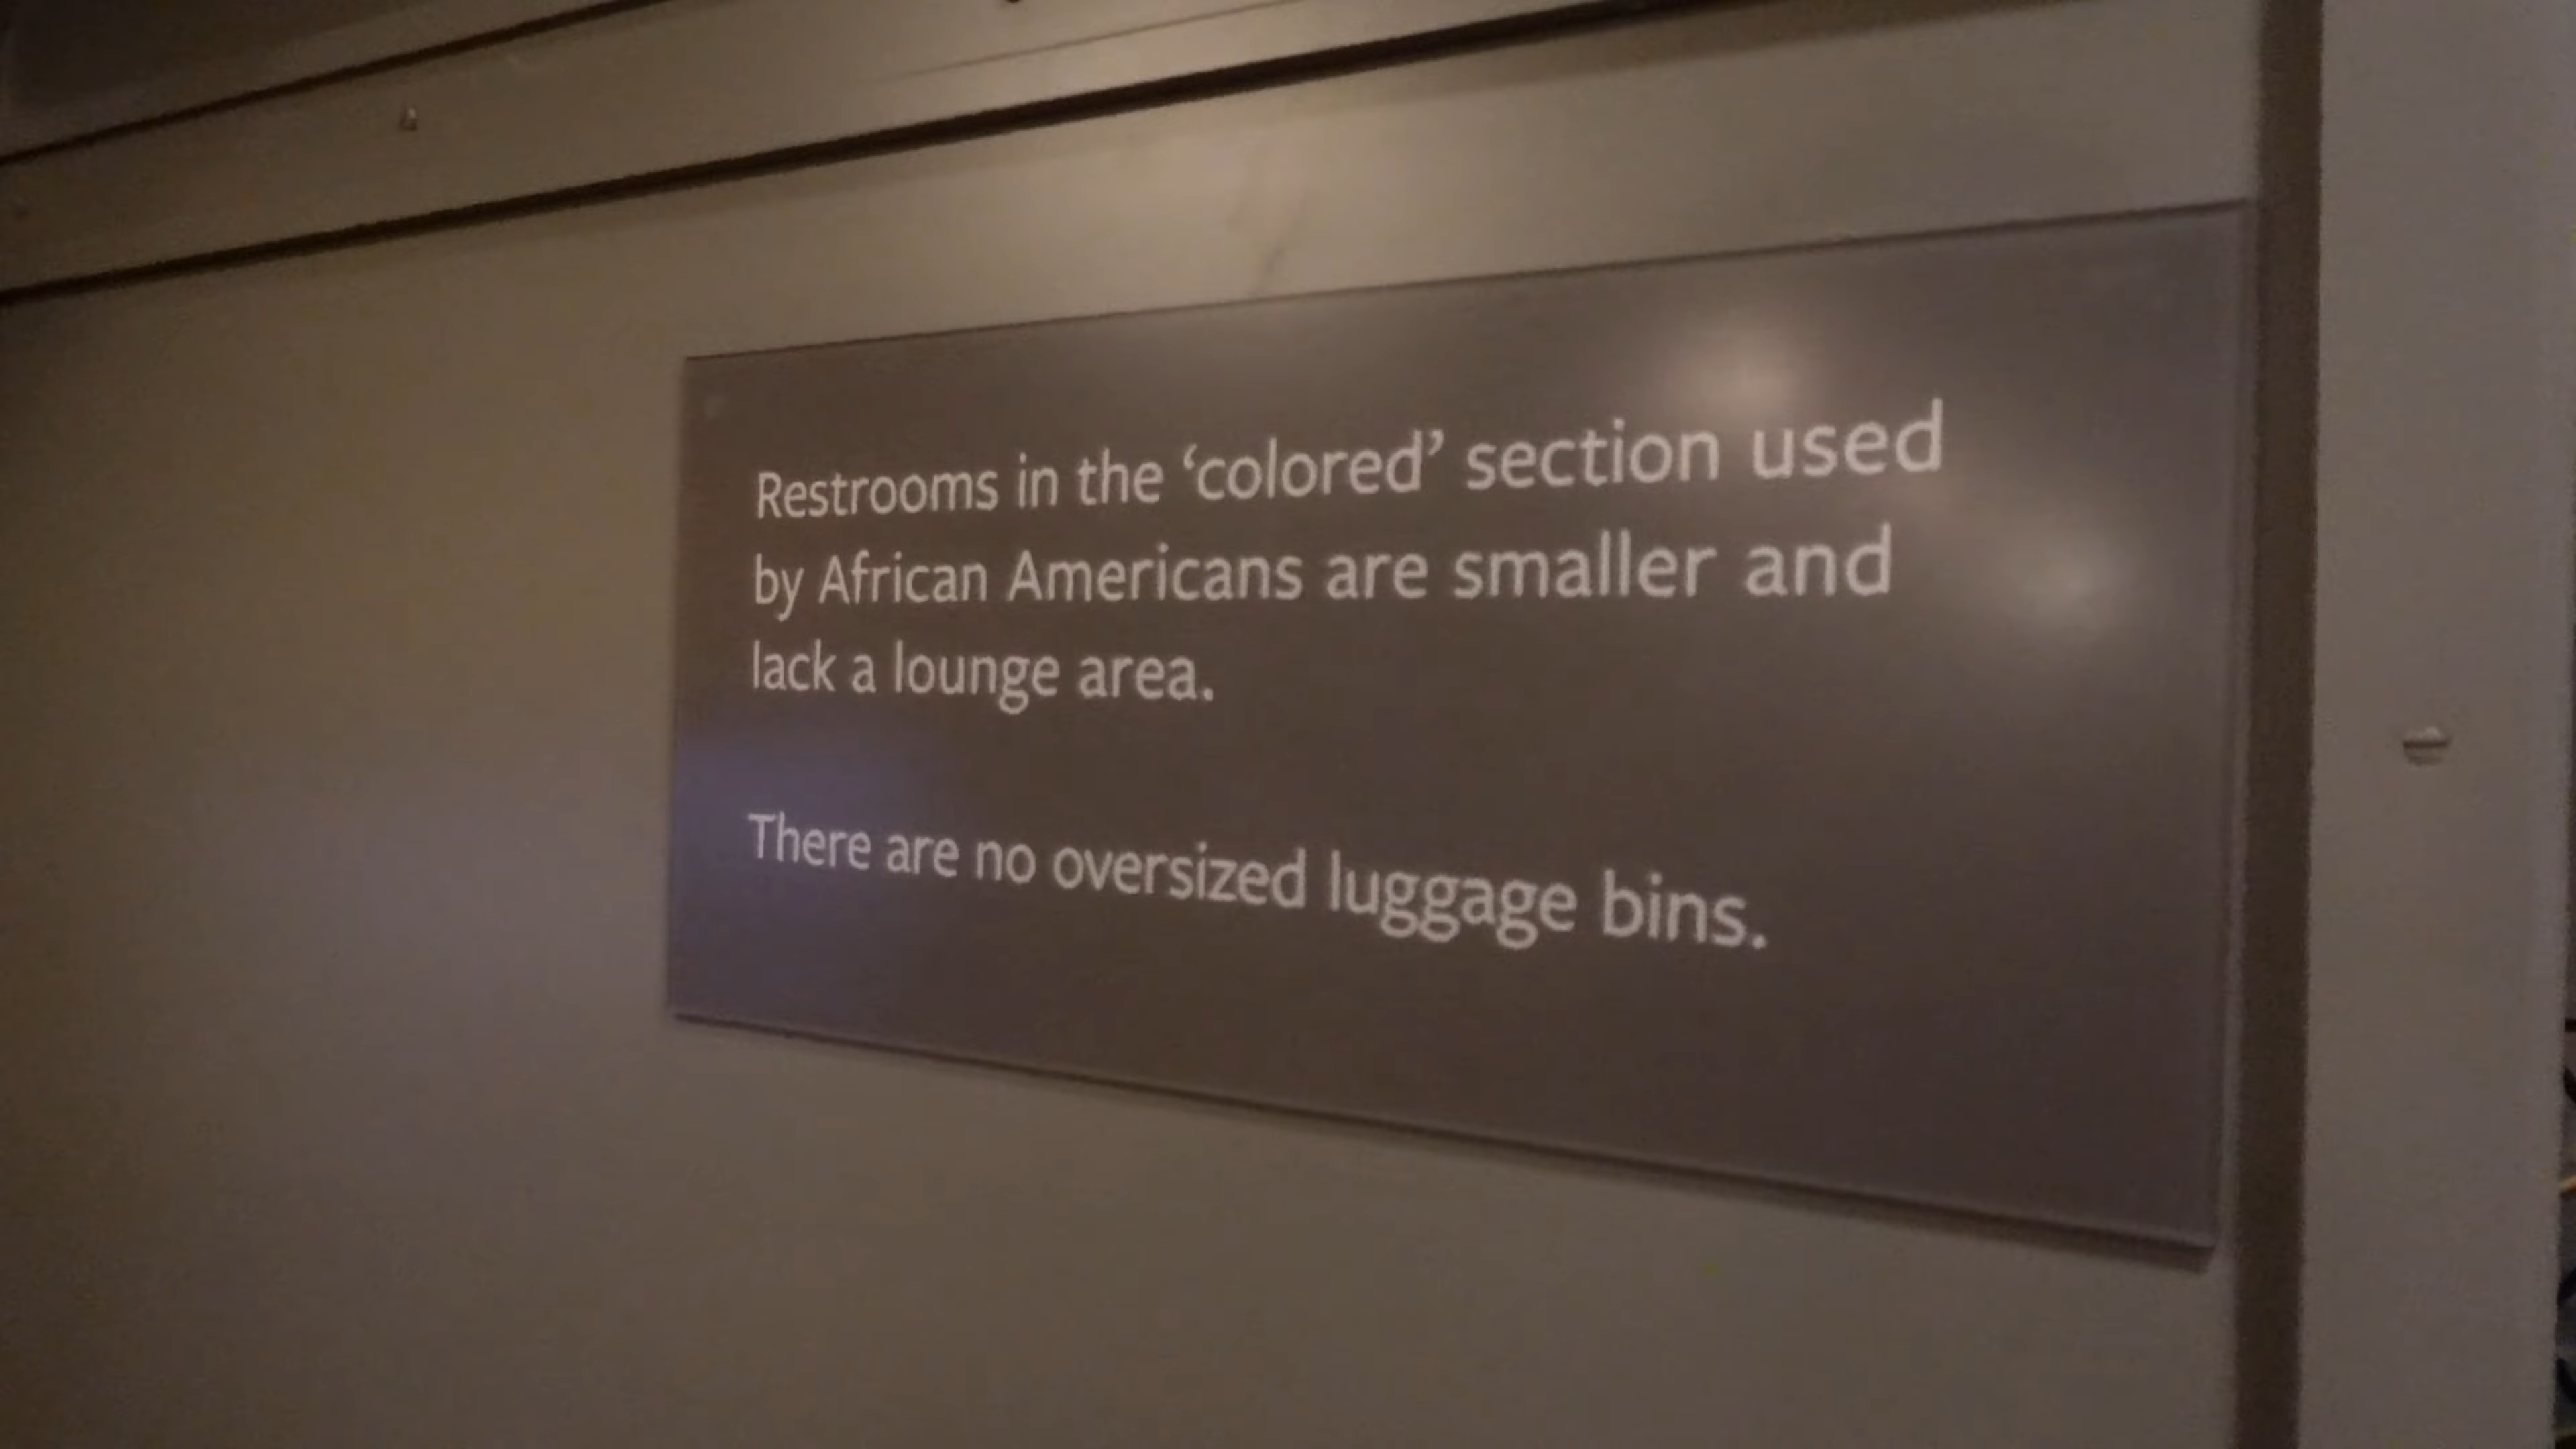 Restrooms in the ‘colored’ section used
by African Americans are smaller and
lack a lounge area.
There are no oversized luggage bins.